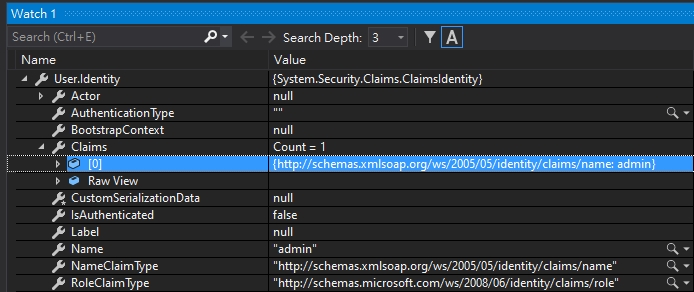 Watch 1
Search (Ctrl+E) Search Depth: 3 A
Name Value
User.Identity {System.Security.Claims.ClaimsIdentity}
Actor null
AuthenticationType ""
BootstrapContext null
Claims Count = 1
[0] {http://schemas.xmlsoap.org/ws/2005/05/identity/claims/name: admin}
Raw View
CustomSerializationData null
IsAuthenticated false
Label null
Name "admin"
NameClaimType "http://schemas.xmlsoap.org/ws/2005/05/identity/claims/name"
RoleClaimType "http://schemas.microsoft.com/ws/2008/06/identity/claims/role"